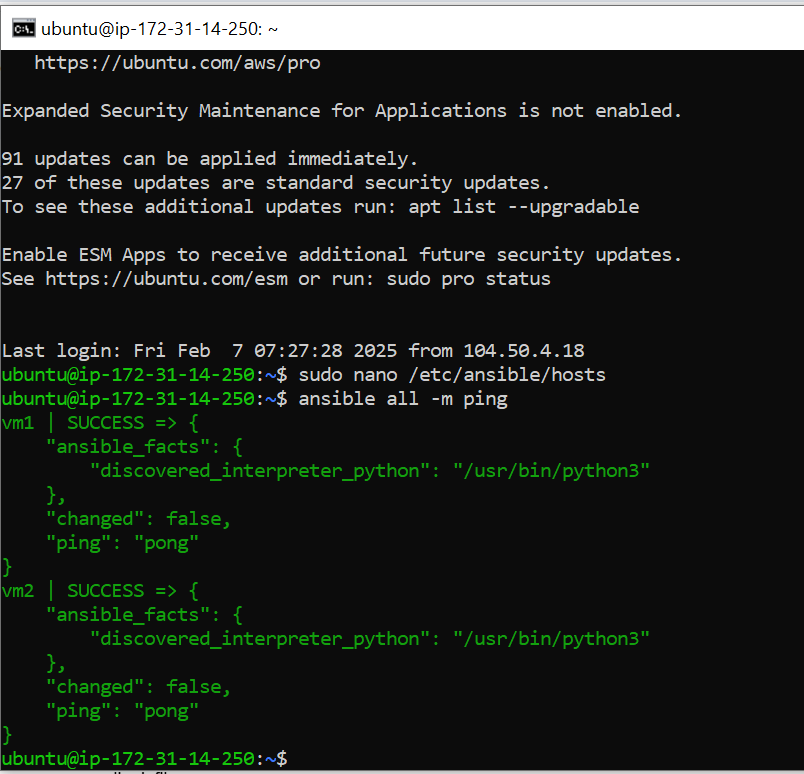 ubuntu@ip-172-31-14-250: ~
https://ubuntu.com/aws/pro
Expanded Security Maintenance for Applications is not enabled.
91 updates can be applied immediately.
27 of these updates are standard security updates.
To see these additional updates run: apt list --upgradable
Enable ESM Apps to receive additional future security updates.
See https://ubuntu.com/esm or run: sudo pro status
Last login: Fri Feb  7 07:27:28 2025 from 104.50.4.18
ubuntu@ip-172-31-14-250:~$ sudo nano /etc/ansible/hosts
ubuntu@ip-172-31-14-250:~$ ansible all -m ping
vm1 | SUCCESS => {
    "ansible_facts": {
        "discovered_interpreter_python": "/usr/bin/python3"
    },
    "changed": false,
    "ping": "pong"
}
vm2 | SUCCESS => {
    "ansible_facts": {
        "discovered_interpreter_python": "/usr/bin/python3"
    },
    "changed": false,
    "ping": "pong"
}
ubuntu@ip-172-31-14-250:~$